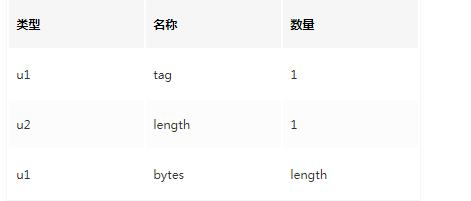 类型 名称 数量
u1 tag 1
u2 length 1
u1 bytes length